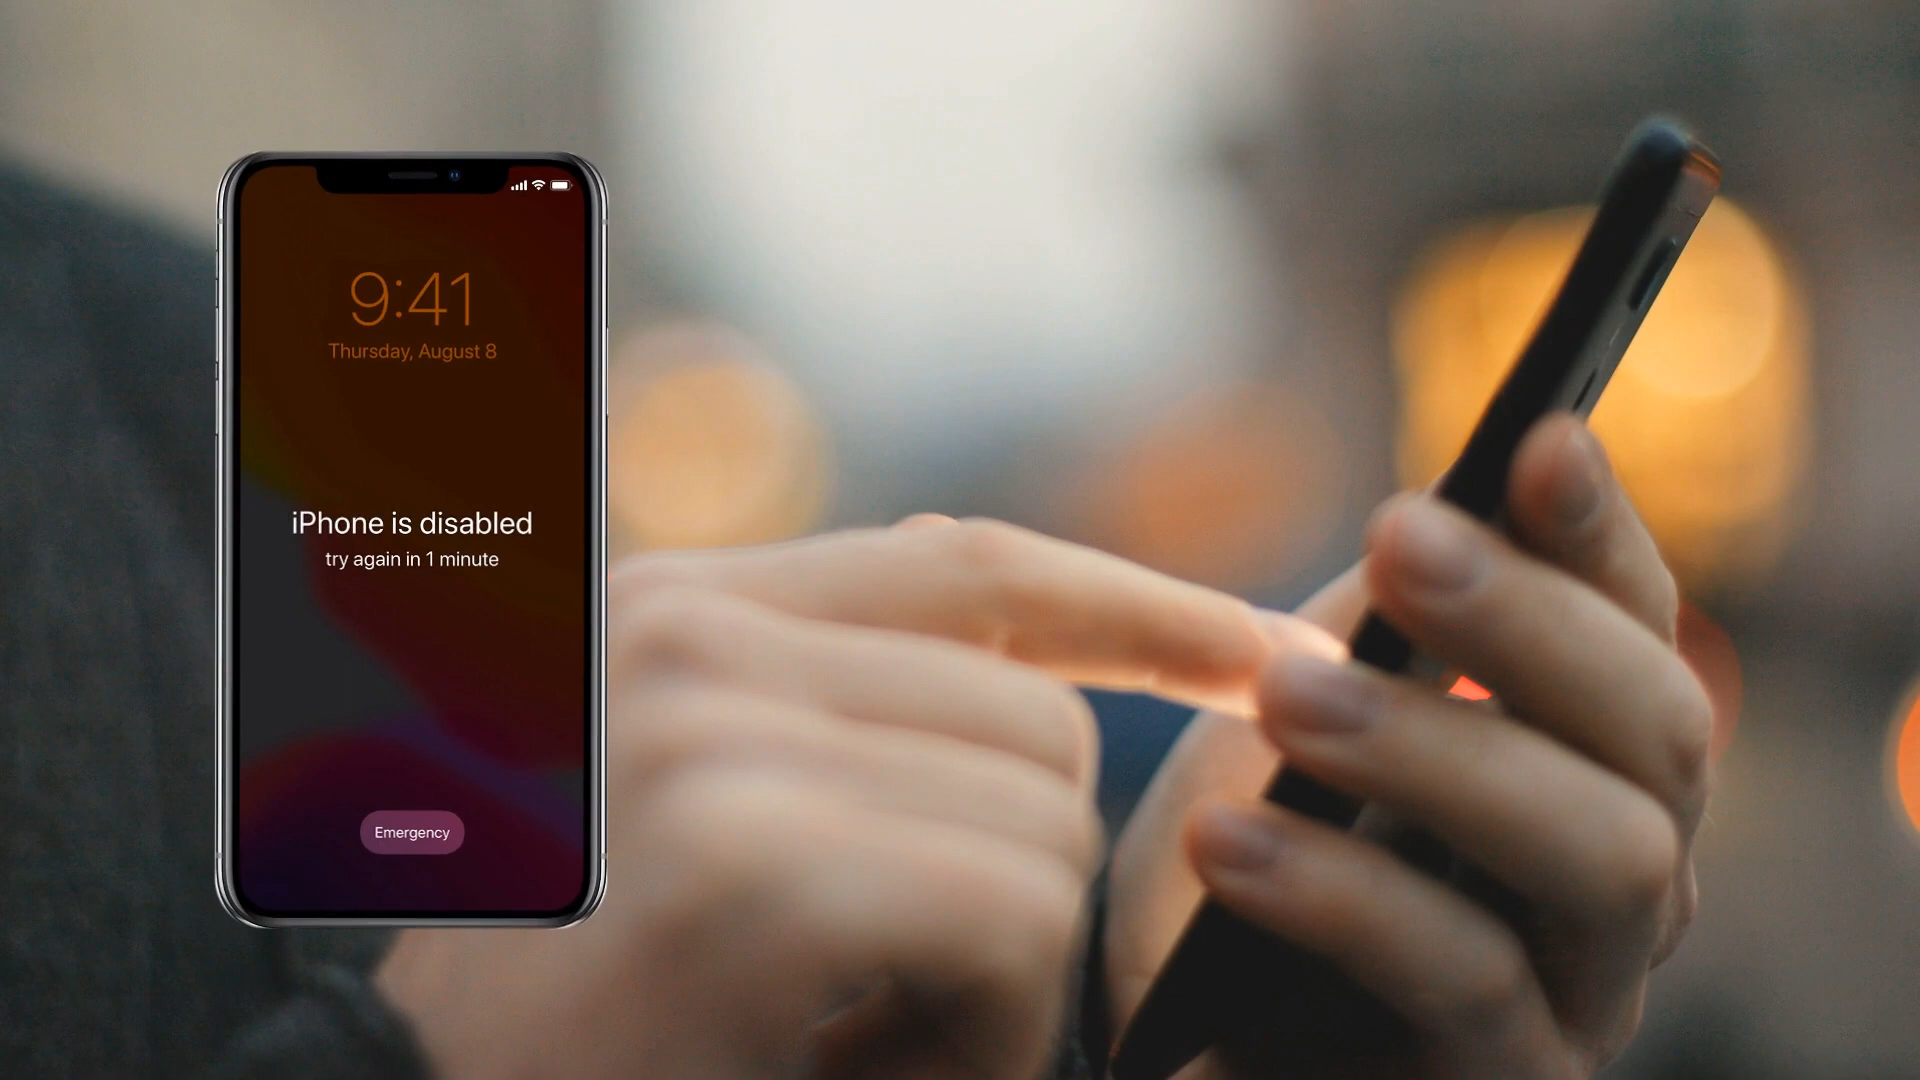 9:41
Thursday, August 8
iPhone is disabled
try again in 1 minute
Emergency